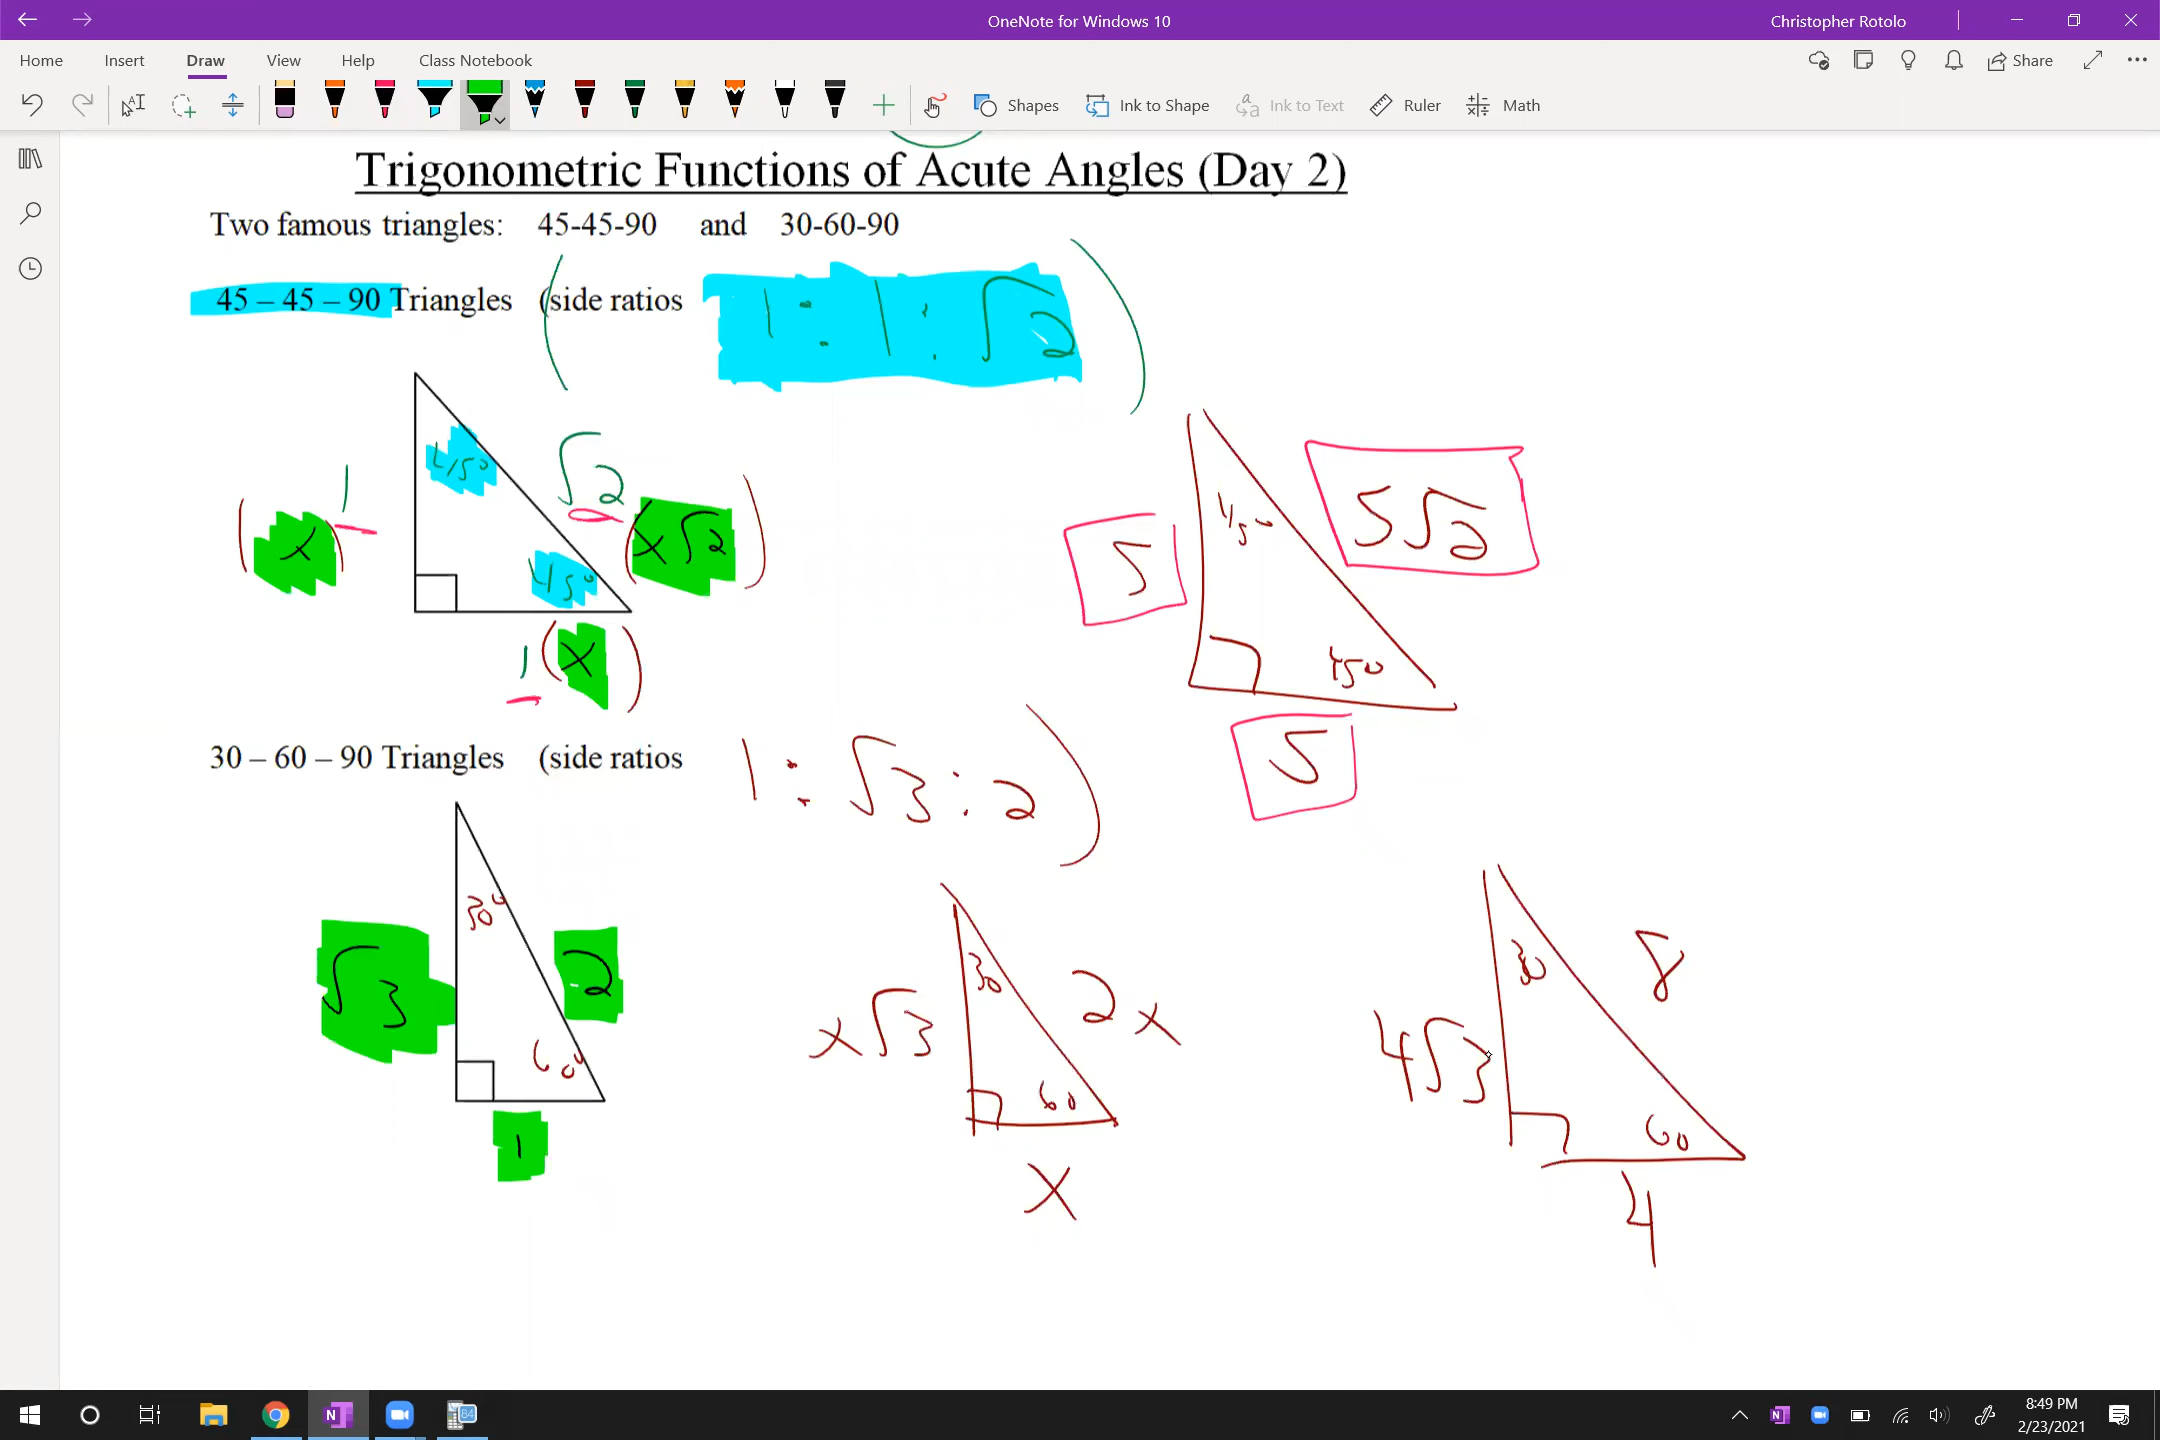 OneNote for Windows 10
Christopher Rotolo
Home Insert Draw View Help Class Notebook
Share
Shapes Ink to Shape Ink to Text Ruler Math
Trigonometric Functions of Acute Angles (Day 2)
Two famous triangles: 45-45-90 and 30-60-90
45 – 45 – 90 Triangles (side ratios 1 : 1 : √2 )
45°
√2
1
(x)
(x√2)
45°
1(x)
45°
5√2
5
45°
5
30 – 60 – 90 Triangles (side ratios 1 : √3 : 2 )
30°
√3
2
60°
1
30
x√3
2x
60
x
30
8
4√3
60
4
84
8:49 PM
2/23/2021